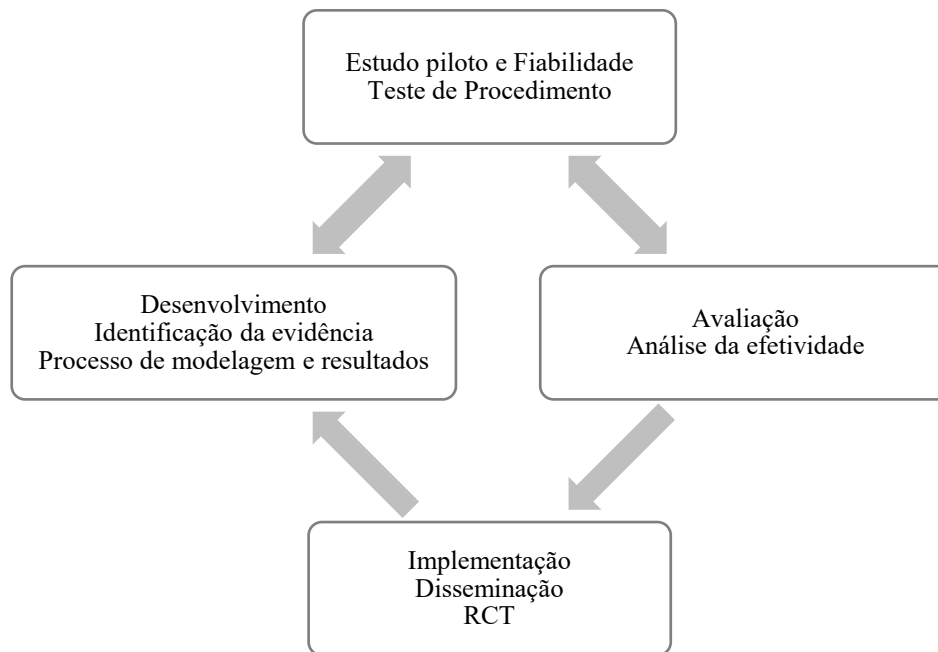 Estudo piloto e Fiabilidade
Teste de Procedimento
Desenvolvimento
Identificação da evidência
Processo de modelagem e resultados
Avaliação
Análise da efetividade
Implementação
Disseminação
RCT